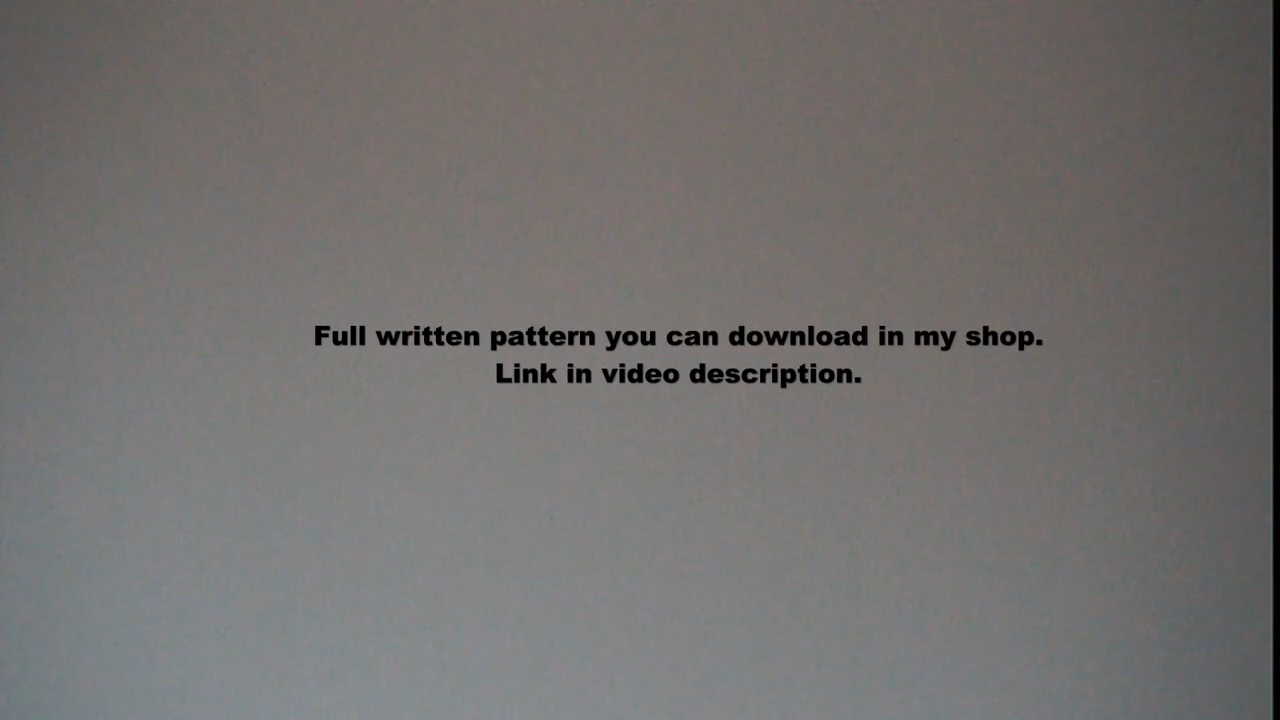 Full written pattern you can download in my shop.
Link in video description.